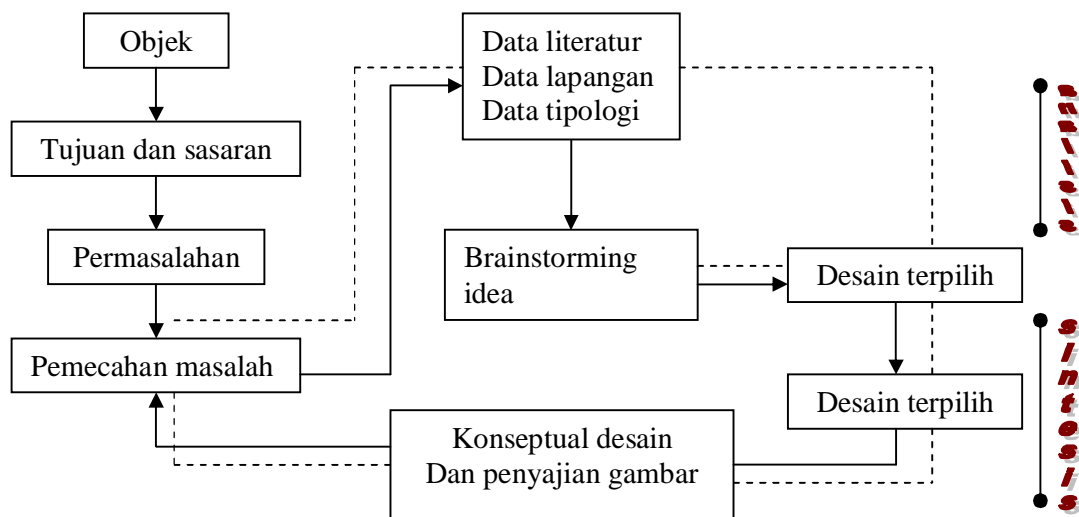 Objek
Tujuan dan sasaran
Permasalahan
Pemecahan masalah
Data literatur
Data lapangan
Data tipologi
Brainstorming
idea
Desain terpilih
Desain terpilih
Konseptual desain
Dan penyajian gambar
analisis
sintesis